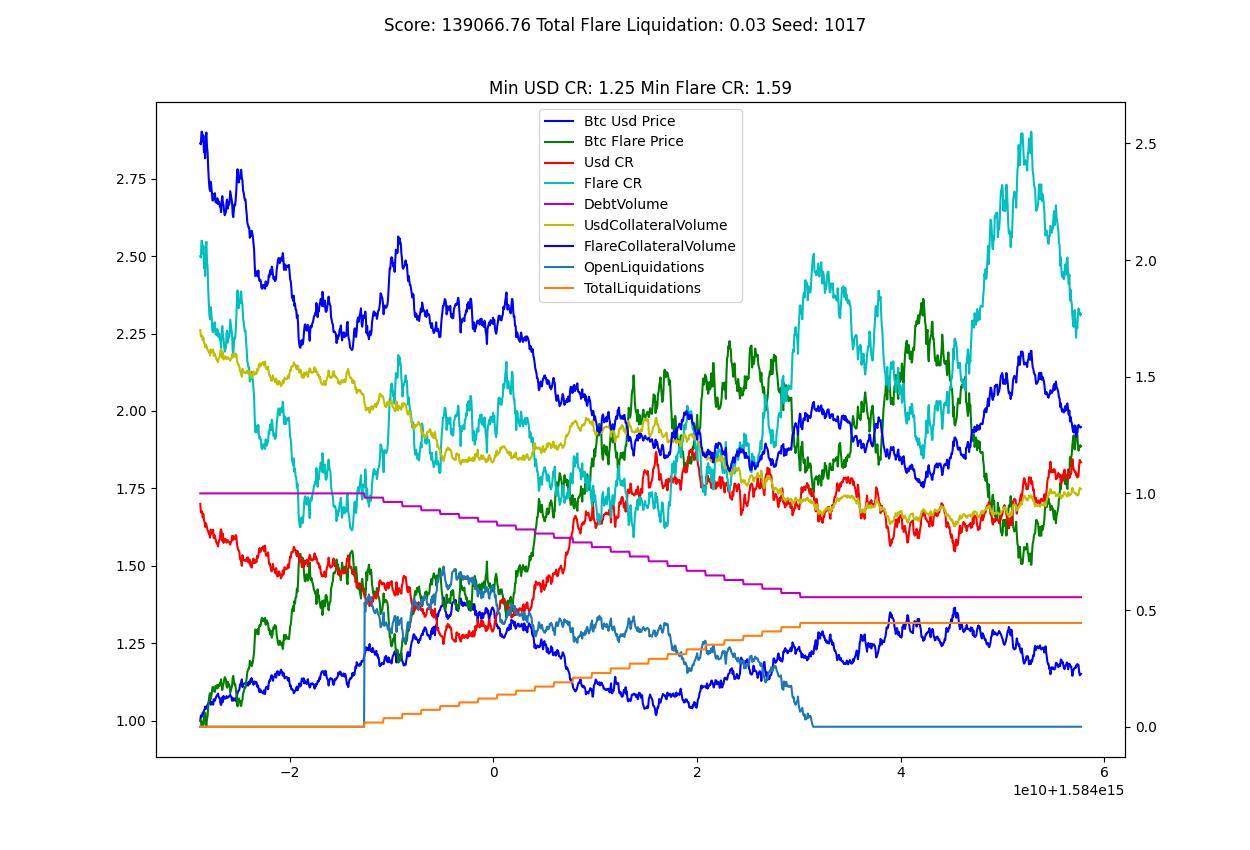 Score: 139066.76 Total Flare Liquidation: 0.03 Seed: 1017
Min USD CR: 1.25 Min Flare CR: 1.59
Btc Usd Price
Btc Flare Price
Usd CR
Flare CR
DebtVolume
UsdCollateralVolume
FlareCollateralVolume
OpenLiquidations
TotalLiquidations
2.75
2.50
2.25
2.00
1.75
1.50
1.25
1.00
2.5
2.0
1.5
1.0
0.5
0.0
−2 0 2 4 6
1e10+1.584e15